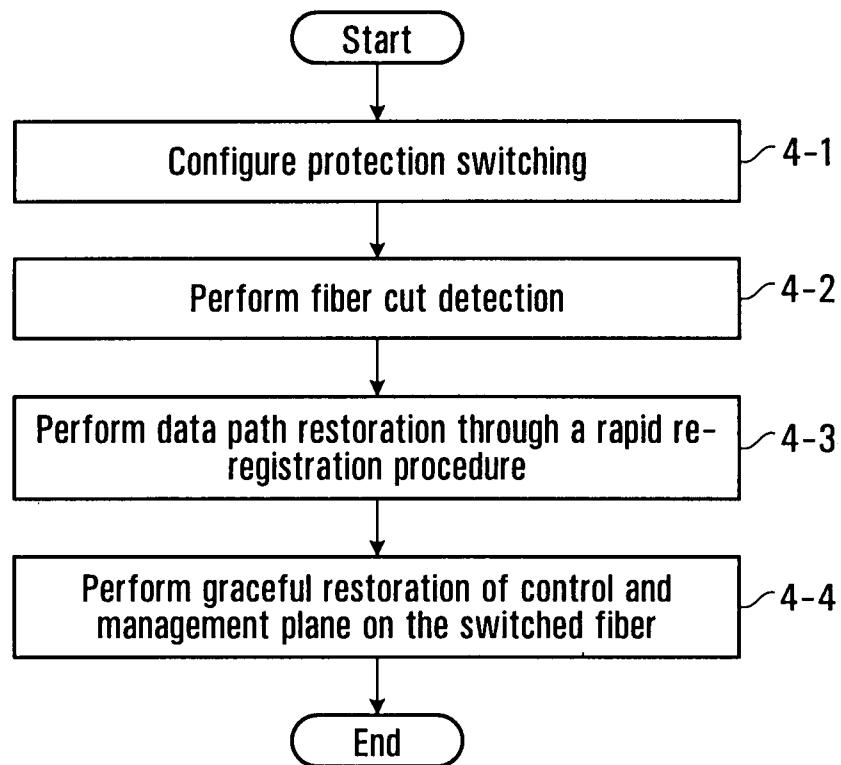 Start
Configure protection switching
4-1
Perform fiber cut detection
4-2
Perform data path restoration through a rapid re-
registration procedure
4-3
Perform graceful restoration of control and
management plane on the switched fiber
4-4
End